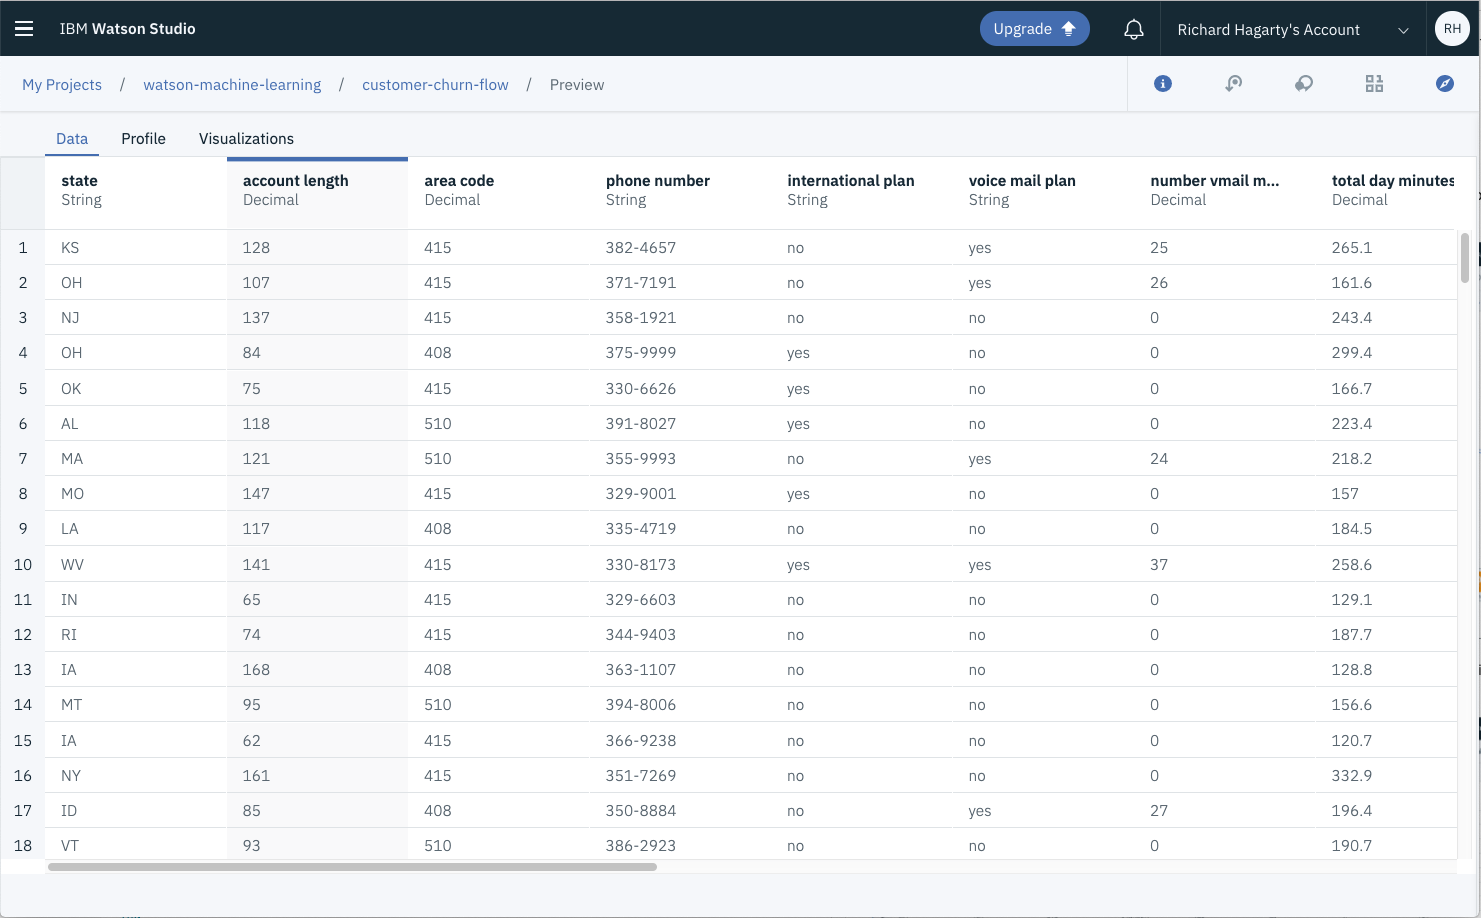 IBM Watson Studio Upgrade Richard Hagarty's Account RH
My Projects / watson-machine-learning / customer-churn-flow / Preview
Data Profile Visualizations
state account length area code phone number international plan voice mail plan number vmail m... total day minutes
String Decimal Decimal String String String Decimal Decimal
1 KS 128 415 382-4657 no yes 25 265.1
2 OH 107 415 371-7191 no yes 26 161.6
3 NJ 137 415 358-1921 no no 0 243.4
4 OH 84 408 375-9999 yes no 0 299.4
5 OK 75 415 330-6626 yes no 0 166.7
6 AL 118 510 391-8027 yes no 0 223.4
7 MA 121 510 355-9993 no yes 24 218.2
8 MO 147 415 329-9001 yes no 0 157
9 LA 117 408 335-4719 no no 0 184.5
10 WV 141 415 330-8173 yes yes 37 258.6
11 IN 65 415 329-6603 no no 0 129.1
12 RI 74 415 344-9403 no no 0 187.7
13 IA 168 408 363-1107 no no 0 128.8
14 MT 95 510 394-8006 no no 0 156.6
15 IA 62 415 366-9238 no no 0 120.7
16 NY 161 415 351-7269 no no 0 332.9
17 ID 85 408 350-8884 no yes 27 196.4
18 VT 93 510 386-2923 no no 0 190.7